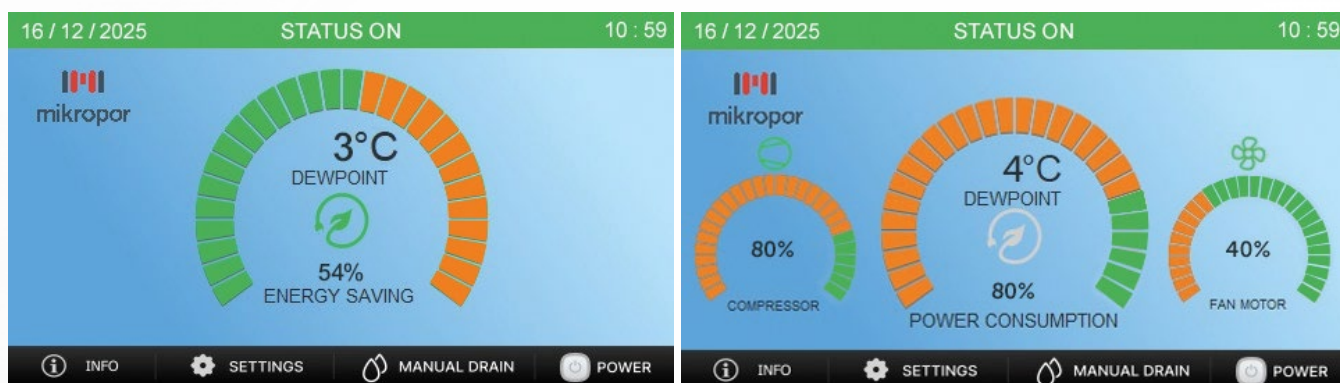 16 / 12 / 2025 STATUS ON 10 : 59
mikropor
3°C
DEWPOINT
54%
ENERGY SAVING
INFO SETTINGS MANUAL DRAIN POWER
16 / 12 / 2025 STATUS ON 10 : 59
mikropor
4°C
DEWPOINT
80%
COMPRESSOR
80%
POWER CONSUMPTION
40%
FAN MOTOR
INFO SETTINGS MANUAL DRAIN POWER